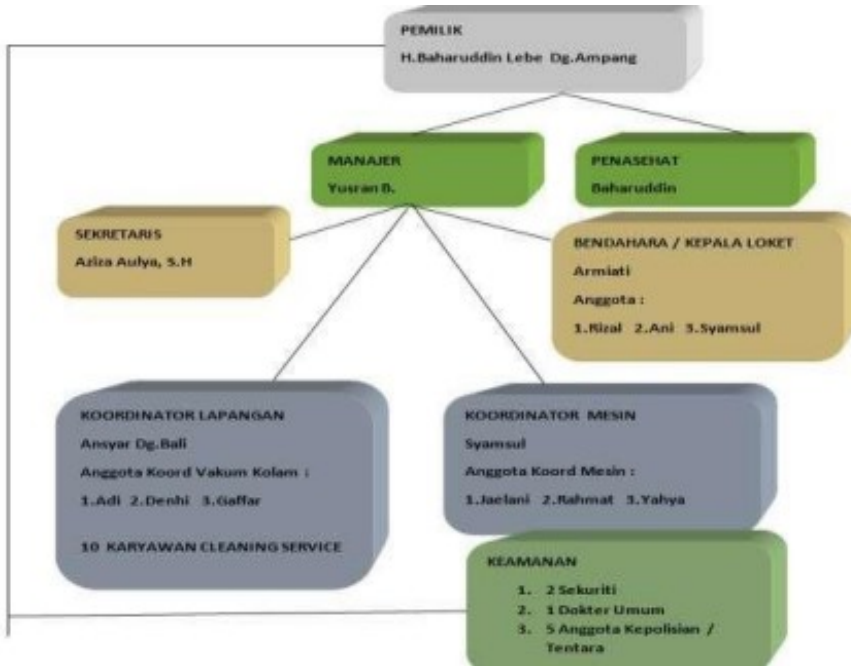 PEMILIK
H.Baharuddin Lebe Dg.Ampang
MANAJER
Yusran B.
PENASEHAT
Baharuddin
SEKRETARIS
Aziza Aulya, S.H
BENDAHARA / KEPALA LOKET
Armiati
Anggota :
1.Rizal 2.Ani 3.Syamsul
KOORDINATOR LAPANGAN
Ansyar Dg.Bali
Anggota Koord Vakum Kolam :
1.Adi 2.Denhi 3.Gaffar
10 KARYAWAN CLEANING SERVICE
KOORDINATOR MESIN
Syamsul
Anggota Koord Mesin :
1.Jaelani 2.Rahmat 3.Yahya
KEAMANAN
1. 2 Sekuriti
2. 1 Dokter Umum
3. 5 Anggota Kepolisian /
Tentara